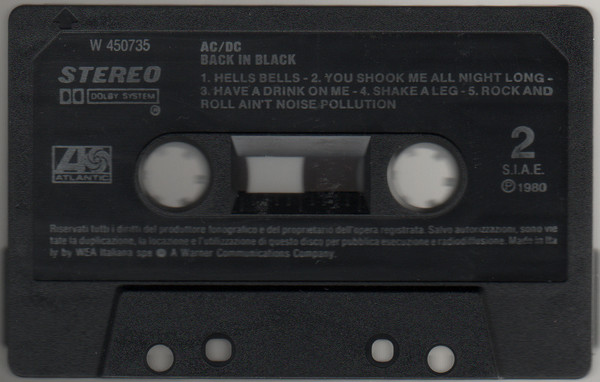 W 450735
AC/DC
BACK IN BLACK
STEREO
DOLBY SYSTEM
1. HELLS BELLS - 2. YOU SHOOK ME ALL NIGHT LONG -
3. HAVE A DRINK ON ME - 4. SHAKE A LEG - 5. ROCK AND
ROLL AIN'T NOISE POLLUTION
ATLANTIC
2
S.I.A.E.
℗ 1980
Riservati tutti i diritti del produttore fonografico e del proprietario dell'opera registrata. Salvo autorizzazioni, sono vie
tate la duplicazione, la locazione e l'utilizzazione di questo disco per pubblica esecuzione e radiodiffusione. Made in Ita
ly by WEA Italiana spa A Warner Communications Company.